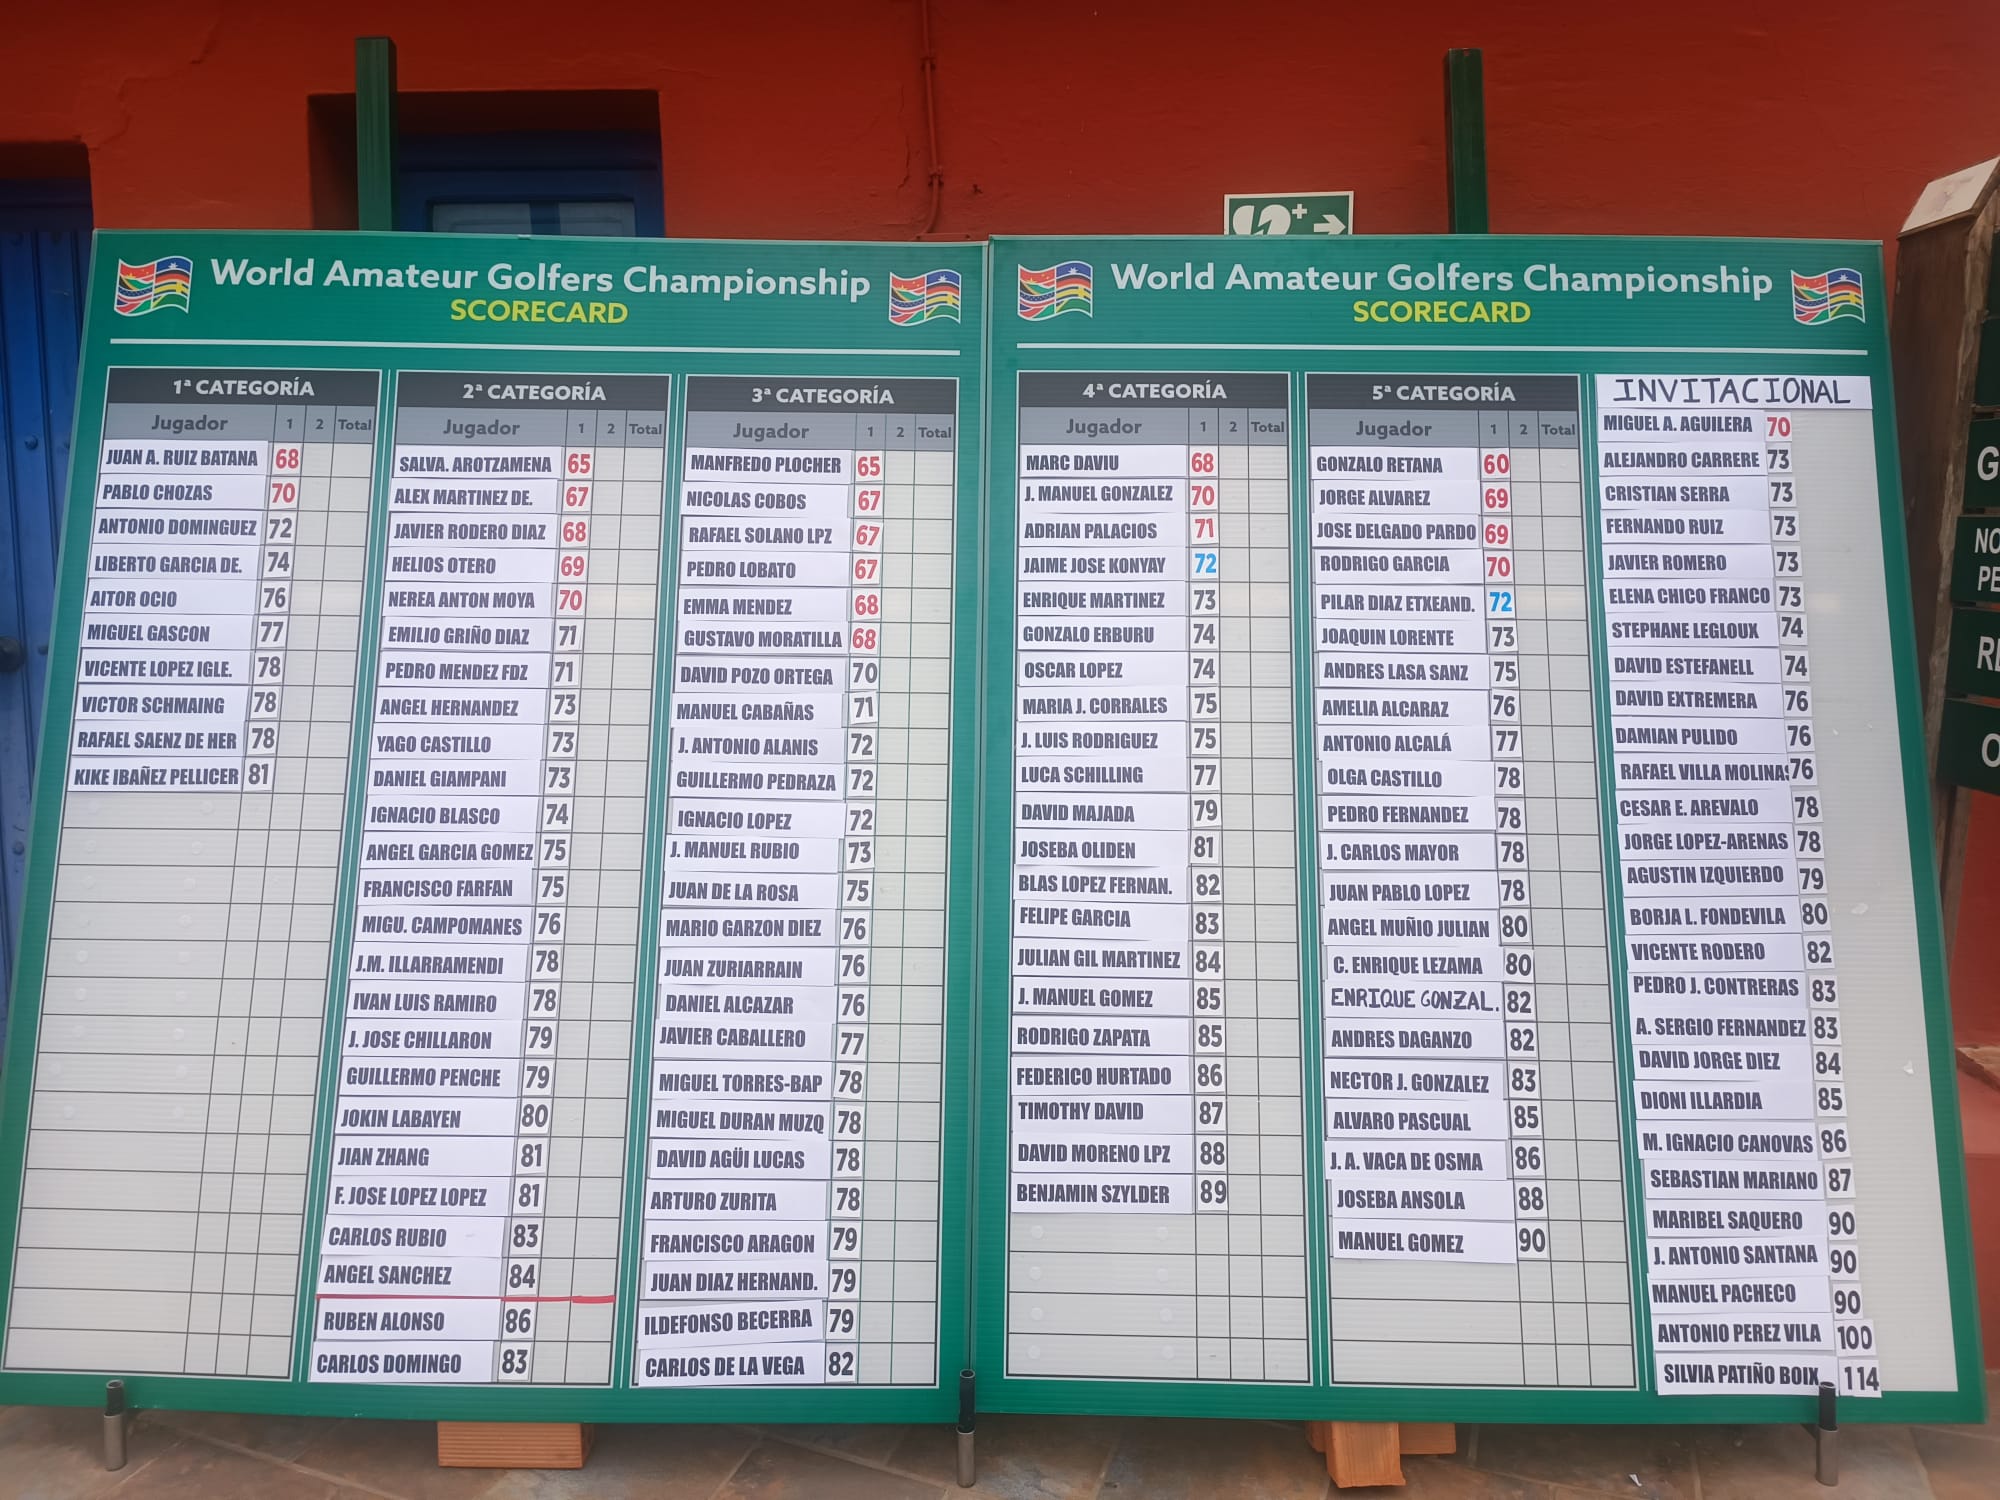 World Amateur Golfers Championship
SCORECARD
1ª CATEGORÍA
Jugador 1 2 Total
JUAN A. RUIZ BATANA 68
PABLO CHOZAS 70
ANTONIO DOMINGUEZ 72
LIBERTO GARCIA DE. 74
AITOR OCIO 76
MIGUEL GASCON 77
VICENTE LOPEZ IGLE. 78
VICTOR SCHMAING 78
RAFAEL SAENZ DE HER 78
KIKE IBAÑEZ PELLICER 81
2ª CATEGORÍA
Jugador 1 2 Total
SALVA. AROTZAMENA 65
ALEX MARTINEZ DE. 67
JAVIER RODERO DIAZ 68
HELIOS OTERO 69
NEREA ANTON MOYA 70
EMILIO GRIÑO DIAZ 71
PEDRO MENDEZ FDZ 71
ANGEL HERNANDEZ 73
YAGO CASTILLO 73
DANIEL GIAMPANI 73
IGNACIO BLASCO 74
ANGEL GARCIA GOMEZ 75
FRANCISCO FARFAN 75
MIGU. CAMPOMANES 76
J.M. ILLARRAMENDI 78
IVAN LUIS RAMIRO 78
J. JOSE CHILLARON 79
GUILLERMO PENCHE 79
JOKIN LABAYEN 80
JIAN ZHANG 81
F. JOSE LOPEZ LOPEZ 81
CARLOS RUBIO 83
ANGEL SANCHEZ 84
RUBEN ALONSO 86
CARLOS DOMINGO 83
3ª CATEGORÍA
Jugador 1 2 Total
MANFREDO PLOCHER 65
NICOLAS COBOS 67
RAFAEL SOLANO LPZ 67
PEDRO LOBATO 67
EMMA MENDEZ 68
GUSTAVO MORATILLA 68
DAVID POZO ORTEGA 70
MANUEL CABAÑAS 71
J. ANTONIO ALANIS 72
GUILLERMO PEDRAZA 72
IGNACIO LOPEZ 72
J. MANUEL RUBIO 73
JUAN DE LA ROSA 75
MARIO GARZON DIEZ 76
JUAN ZURIARRAIN 76
DANIEL ALCAZAR 76
JAVIER CABALLERO 77
MIGUEL TORRES-BAP 78
MIGUEL DURAN MUZQ 78
DAVID AGÜI LUCAS 78
ARTURO ZURITA 78
FRANCISCO ARAGON 79
JUAN DIAZ HERNAND. 79
ILDEFONSO BECERRA 79
CARLOS DE LA VEGA 82
World Amateur Golfers Championship
SCORECARD
4ª CATEGORÍA
Jugador 1 2 Total
MARC DAVIU 68
J. MANUEL GONZALEZ 70
ADRIAN PALACIOS 71
JAIME JOSE KONYAY 72
ENRIQUE MARTINEZ 73
GONZALO ERBURU 74
OSCAR LOPEZ 74
MARIA J. CORRALES 75
J. LUIS RODRIGUEZ 75
LUCA SCHILLING 77
DAVID MAJADA 79
JOSEBA OLIDEN 81
BLAS LOPEZ FERNAN. 82
FELIPE GARCIA 83
JULIAN GIL MARTINEZ 84
J. MANUEL GOMEZ 85
RODRIGO ZAPATA 85
FEDERICO HURTADO 86
TIMOTHY DAVID 87
DAVID MORENO LPZ 88
BENJAMIN SZYLDER 89
5ª CATEGORÍA
Jugador 1 2 Total
GONZALO RETANA 60
JORGE ALVAREZ 69
JOSE DELGADO PARDO 69
RODRIGO GARCIA 70
PILAR DIAZ ETXEAND. 72
JOAQUIN LORENTE 73
ANDRES LASA SANZ 75
AMELIA ALCARAZ 76
ANTONIO ALCALÁ 77
OLGA CASTILLO 78
PEDRO FERNANDEZ 78
J. CARLOS MAYOR 78
JUAN PABLO LOPEZ 78
ANGEL MUÑIO JULIAN 80
C. ENRIQUE LEZAMA 80
ENRIQUE GONZAL. 82
ANDRES DAGANZO 82
NECTOR J. GONZALEZ 83
ALVARO PASCUAL 85
J. A. VACA DE OSMA 86
JOSEBA ANSOLA 88
MANUEL GOMEZ 90
INVITACIONAL
MIGUEL A. AGUILERA 70
ALEJANDRO CARRERE 73
CRISTIAN SERRA 73
FERNANDO RUIZ 73
JAVIER ROMERO 73
ELENA CHICO FRANCO 73
STEPHANE LEGLOUX 74
DAVID ESTEFANELL 74
DAVID EXTREMERA 76
DAMIAN PULIDO 76
RAFAEL VILLA MOLINAS 76
CESAR E. AREVALO 78
JORGE LOPEZ-ARENAS 78
AGUSTIN IZQUIERDO 79
BORJA L. FONDEVILA 80
VICENTE RODERO 82
PEDRO J. CONTRERAS 83
A. SERGIO FERNANDEZ 83
DAVID JORGE DIEZ 84
DIONI ILLARDIA 85
M. IGNACIO CANOVAS 86
SEBASTIAN MARIANO 87
MARIBEL SAQUERO 90
J. ANTONIO SANTANA 90
MANUEL PACHECO 90
ANTONIO PEREZ VILA 100
SILVIA PATIÑO BOIX 114